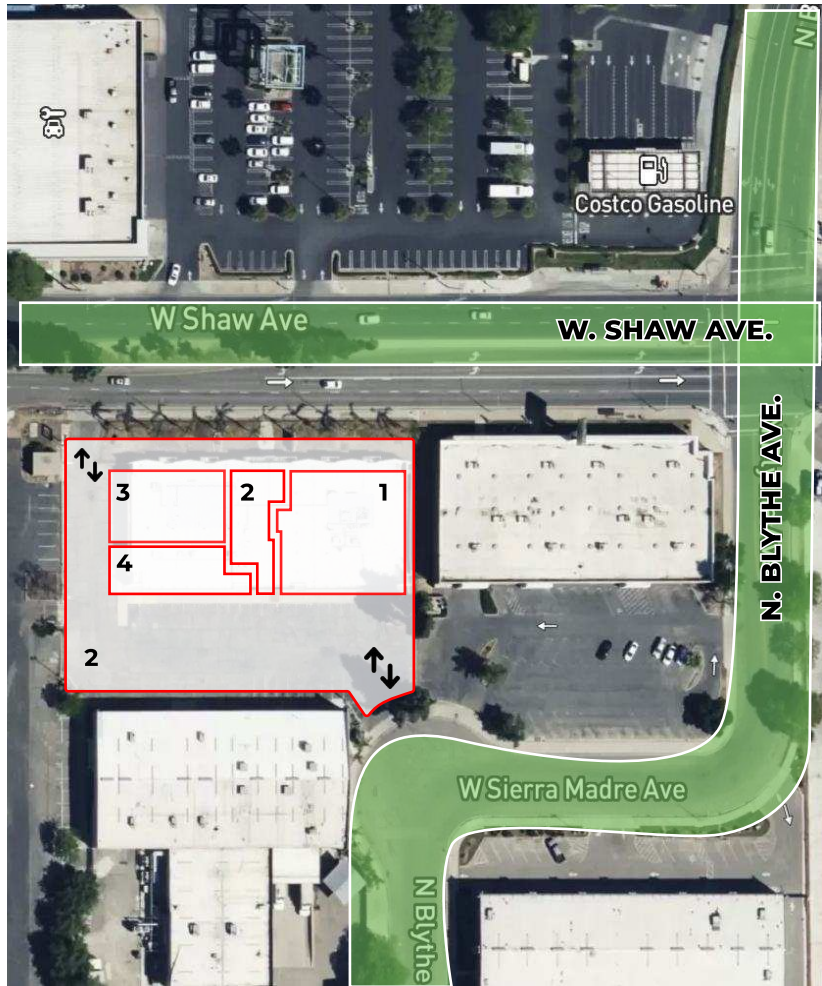 N B
Costco Gasoline
W Shaw Ave
W. SHAW AVE.
N. BLYTHE AVE.
3
2
1
4
2
W Sierra Madre Ave
N Blythe